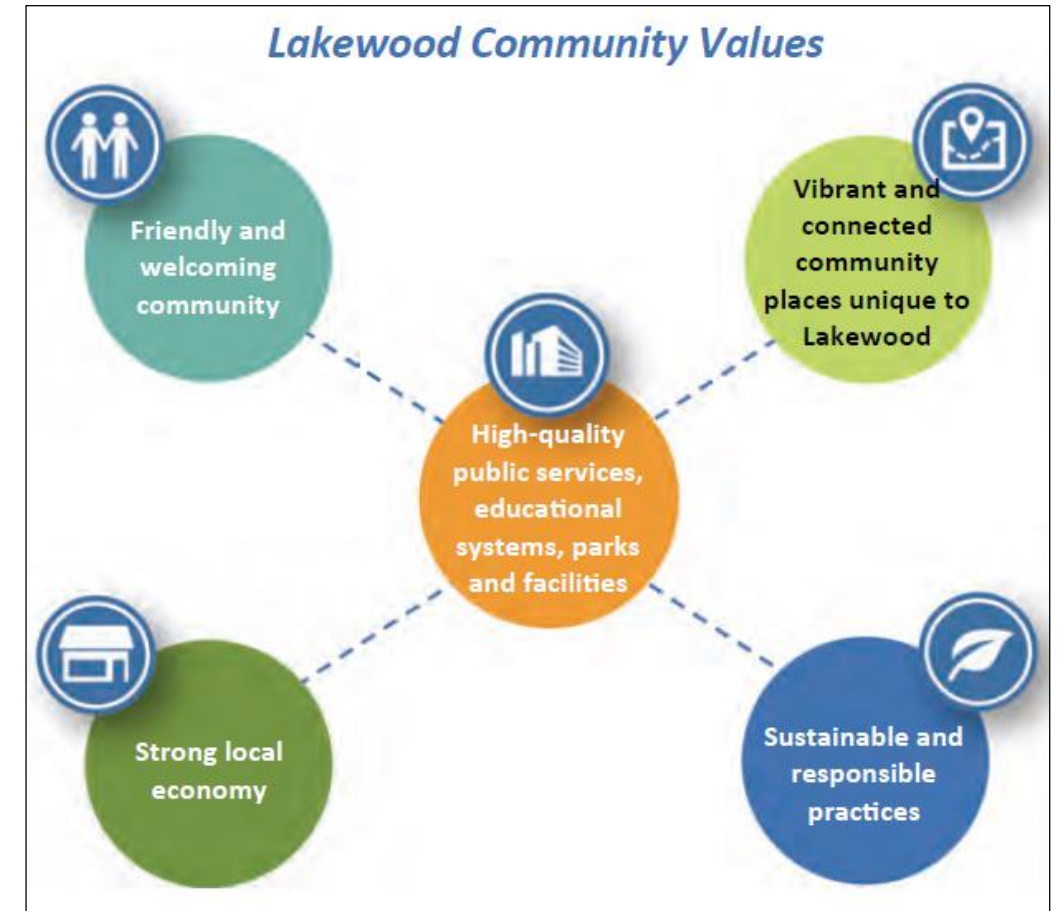 Lakewood Community Values
Friendly and
welcoming
community
Vibrant and
connected
community
places unique to
Lakewood
High-quality
public services,
educational
systems, parks
and facilities
Strong local
economy
Sustainable and
responsible
practices